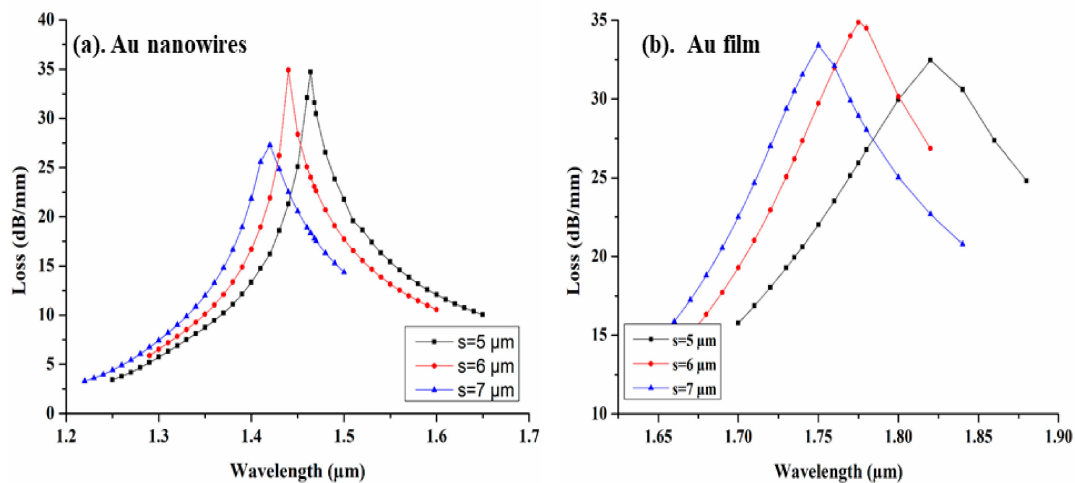 (a). Au nanowires
Loss (dB/mm)
40
35
30
25
20
15
10
5
0
s=5 µm
s=6 µm
s=7 µm
1.2 1.3 1.4 1.5 1.6 1.7
Wavelength (µm)
(b). Au film
Loss (dB/mm)
35
30
25
20
15
10
s=5 µm
s=6 µm
s=7 µm
1.65 1.70 1.75 1.80 1.85 1.90
Wavelength (µm)